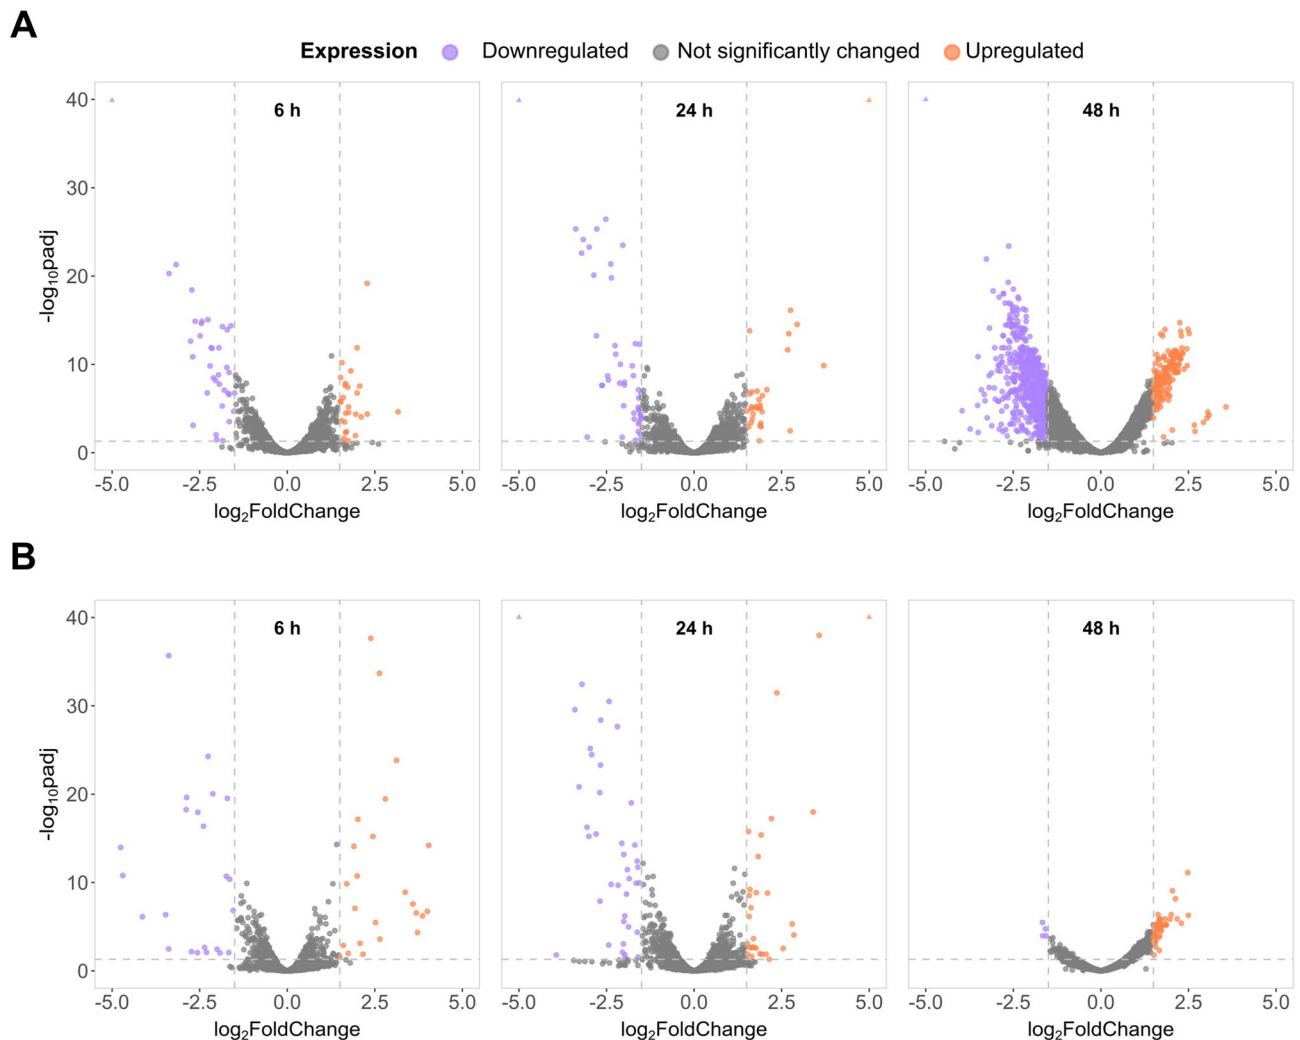 A
Expression Downregulated Not significantly changed Upregulated
6 h 24 h 48 h
40
30
20
10
0
-log₁₀padj
-5.0 -2.5 0.0 2.5 5.0 -5.0 -2.5 0.0 2.5 5.0 -5.0 -2.5 0.0 2.5 5.0
log₂FoldChange log₂FoldChange log₂FoldChange
B
6 h 24 h 48 h
40
30
20
10
0
-log₁₀padj
-5.0 -2.5 0.0 2.5 5.0 -5.0 -2.5 0.0 2.5 5.0 -5.0 -2.5 0.0 2.5 5.0
log₂FoldChange log₂FoldChange log₂FoldChange